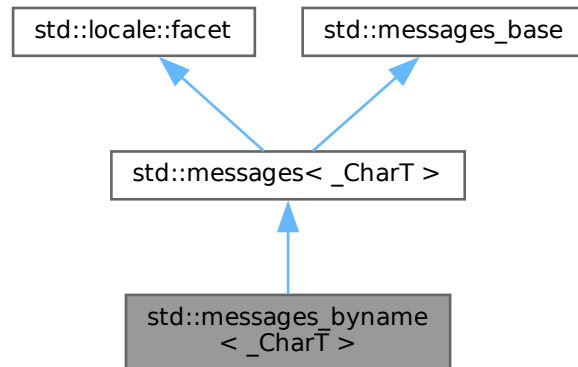 std::locale::facet
std::messages_base
std::messages< _CharT >
std::messages_byname
< _CharT >